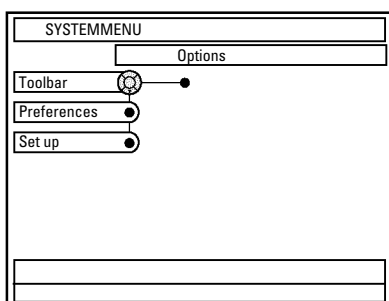 SYSTEMMENU
Options
Toolbar
Preferences
Set up